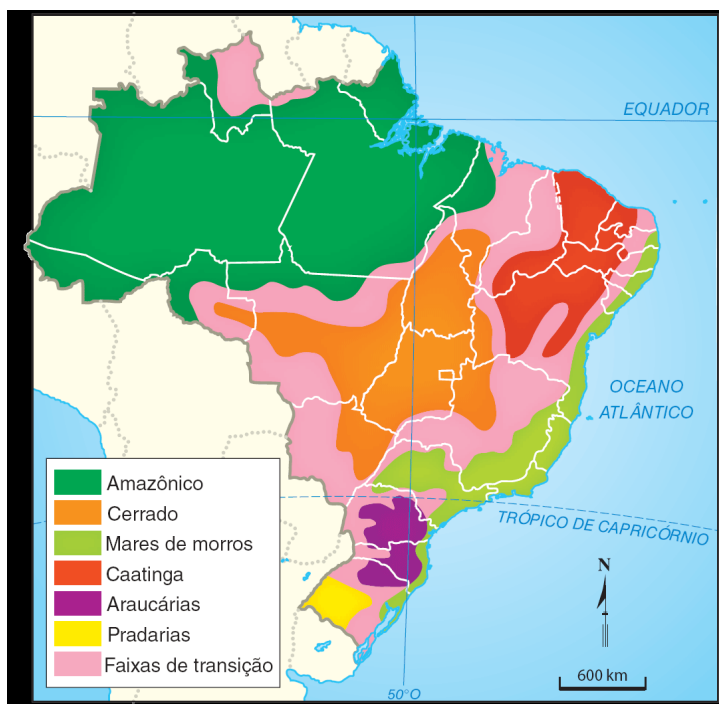 EQUADOR
OCEANO
ATLÂNTICO
TRÓPICO DE CAPRICÓRNIO
Amazônico
Cerrado
Mares de morros
Caatinga
Araucárias
Pradarias
Faixas de transição
N
600 km
50°O